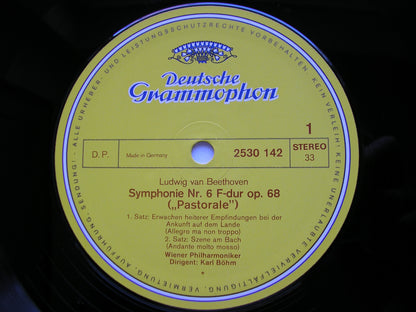 ALLE URHEBER- UND LEISTUNGSSCHUTZRECHTE VORBEHALTEN · KEIN VERLEIH! · KEINE UNERLAUBTE VERVIELFÄLTIGUNG, VERMIETUNG, AUFFÜHRUNG, SENDUNG! ·
Deutsche
Grammophon
1
D.P.
Made in Germany
2530 142
STEREO
33
Ludwig van Beethoven
Symphonie Nr. 6 F-dur op. 68
(„Pastorale”)
1. Satz: Erwachen heiterer Empfindungen bei der
Ankunft auf dem Lande
(Allegro ma non troppo)
2. Satz: Szene am Bach
(Andante molto mosso)
Wiener Philharmoniker
Dirigent: Karl Böhm
*